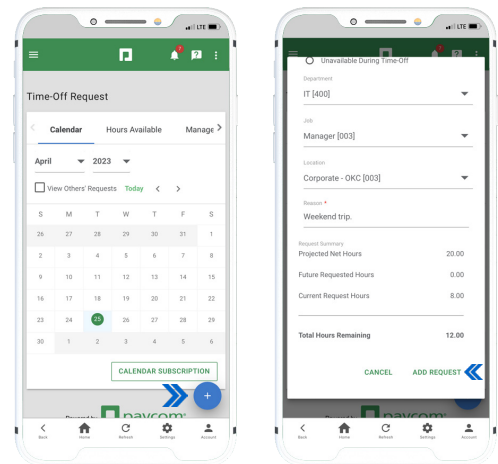 LTE
7
?
Time-Off Request
Calendar Hours Available Manage
April 2023
View Others' Requests Today
S M T W T F S
26 27 28 29 30 31 1
2 3 4 5 6 7 8
9 10 11 12 13 14 15
16 17 18 19 20 21 22
23 24 25 26 27 28 29
30 1 2 3 4 5 6
CALENDAR SUBSCRIPTION
+
Powered by paycom
Back Home Refresh Settings Account
LTE
Unavailable During Time-Off
Department
IT [400]
Job
Manager [003]
Location
Corporate - OKC [003]
Reason *
Weekend trip.
Request Summary
Projected Net Hours 20.00
Future Requested Hours 0.00
Current Request Hours 8.00
Total Hours Remaining 12.00
CANCEL ADD REQUEST
paycom
Back Home Refresh Settings Account